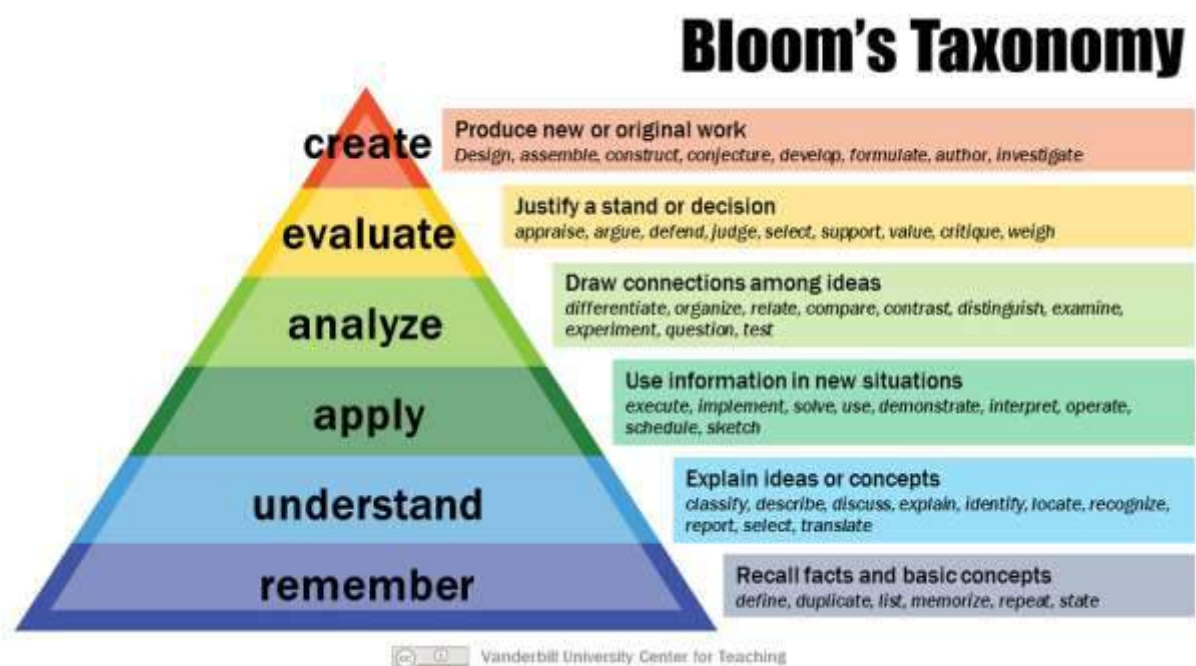 Bloom's Taxonomy
create
Produce new or original work
Design, assemble, construct, conjecture, develop, formulate, author, investigate
evaluate
Justify a stand or decision
appraise, argue, defend, judge, select, support, value, critique, weigh
analyze
Draw connections among ideas
differentiate, organize, relate, compare, contrast, distinguish, examine,
experiment, question, test
apply
Use information in new situations
execute, implement, solve, use, demonstrate, interpret, operate,
schedule, sketch
understand
Explain ideas or concepts
classify, describe, discuss, explain, identify, locate, recognize,
report, select, translate
remember
Recall facts and basic concepts
define, duplicate, list, memorize, repeat, state
cc Vanderbilt University Center for Teaching